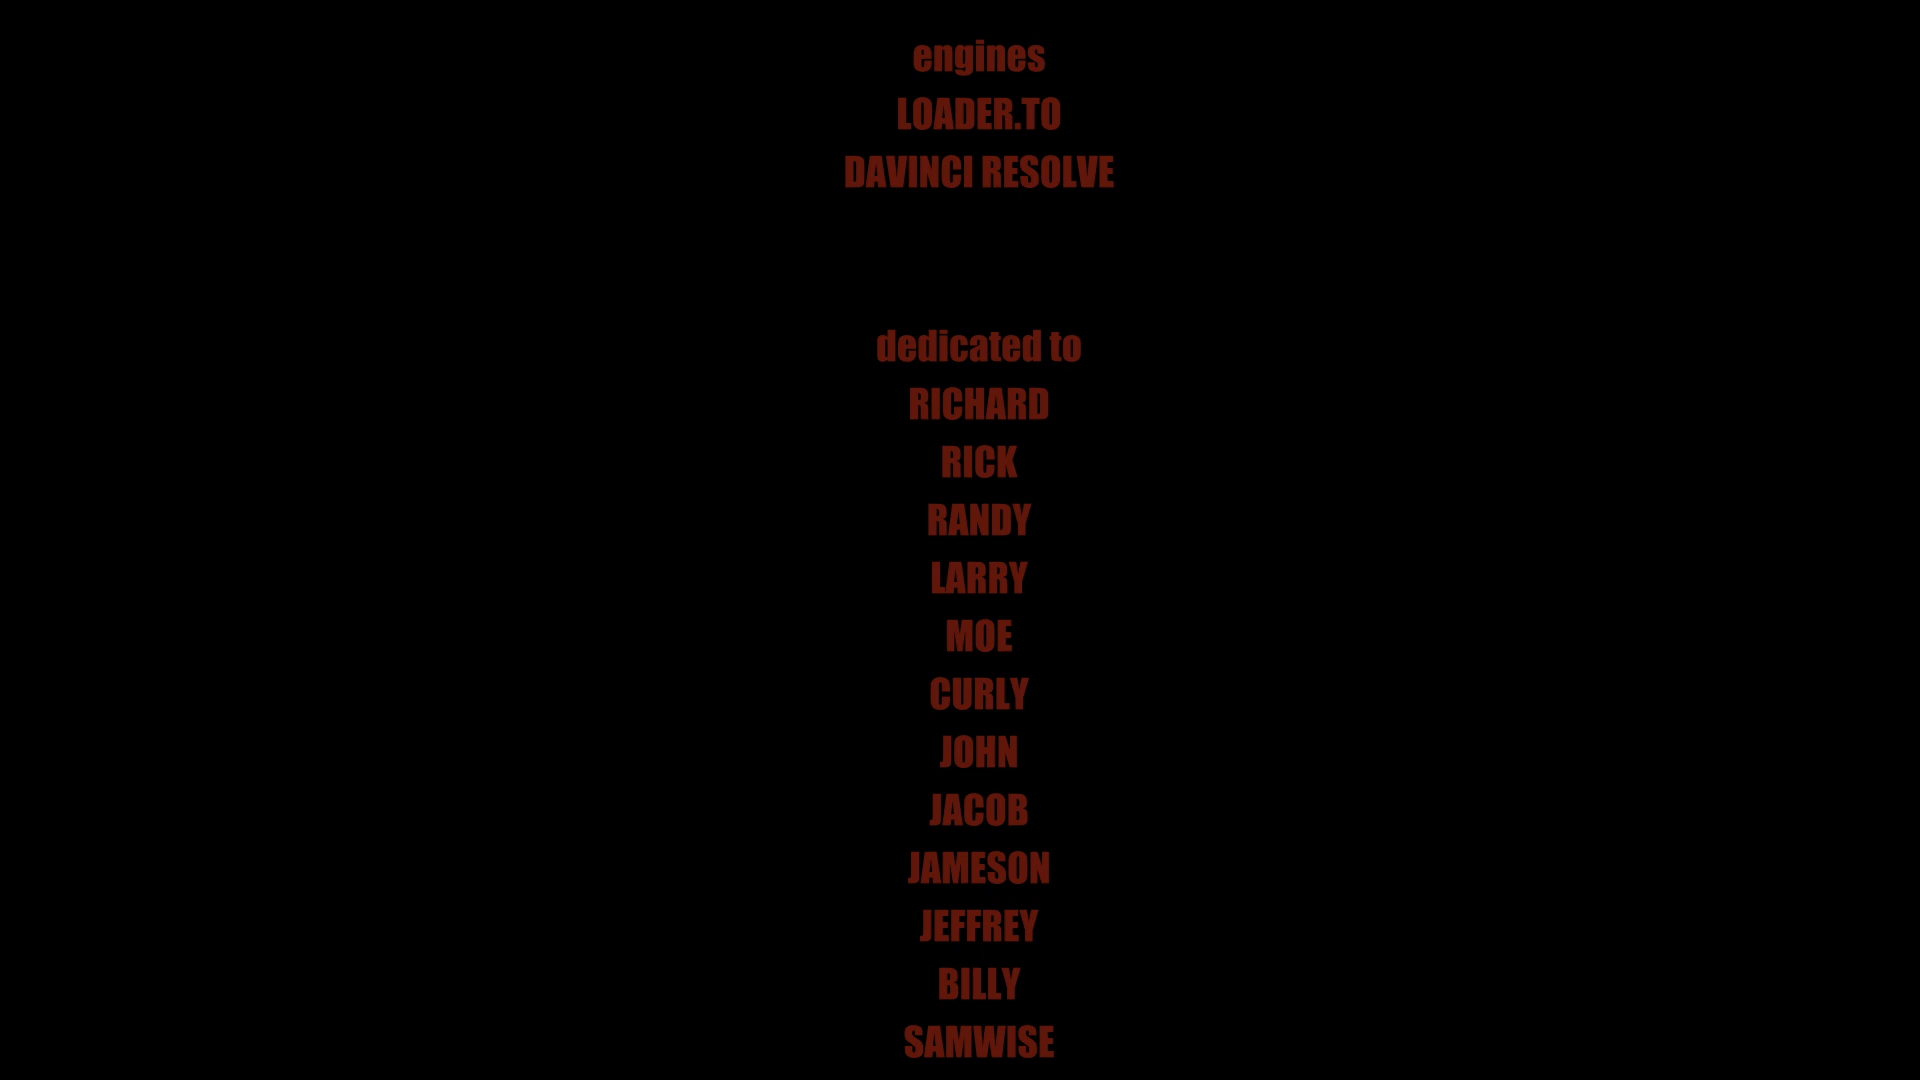 engines
LOADER.TO
DAVINCI RESOLVE
dedicated to
RICHARD
RICK
RANDY
LARRY
MOE
CURLY
JOHN
JACOB
JAMESON
JEFFREY
BILLY
SAMWISE